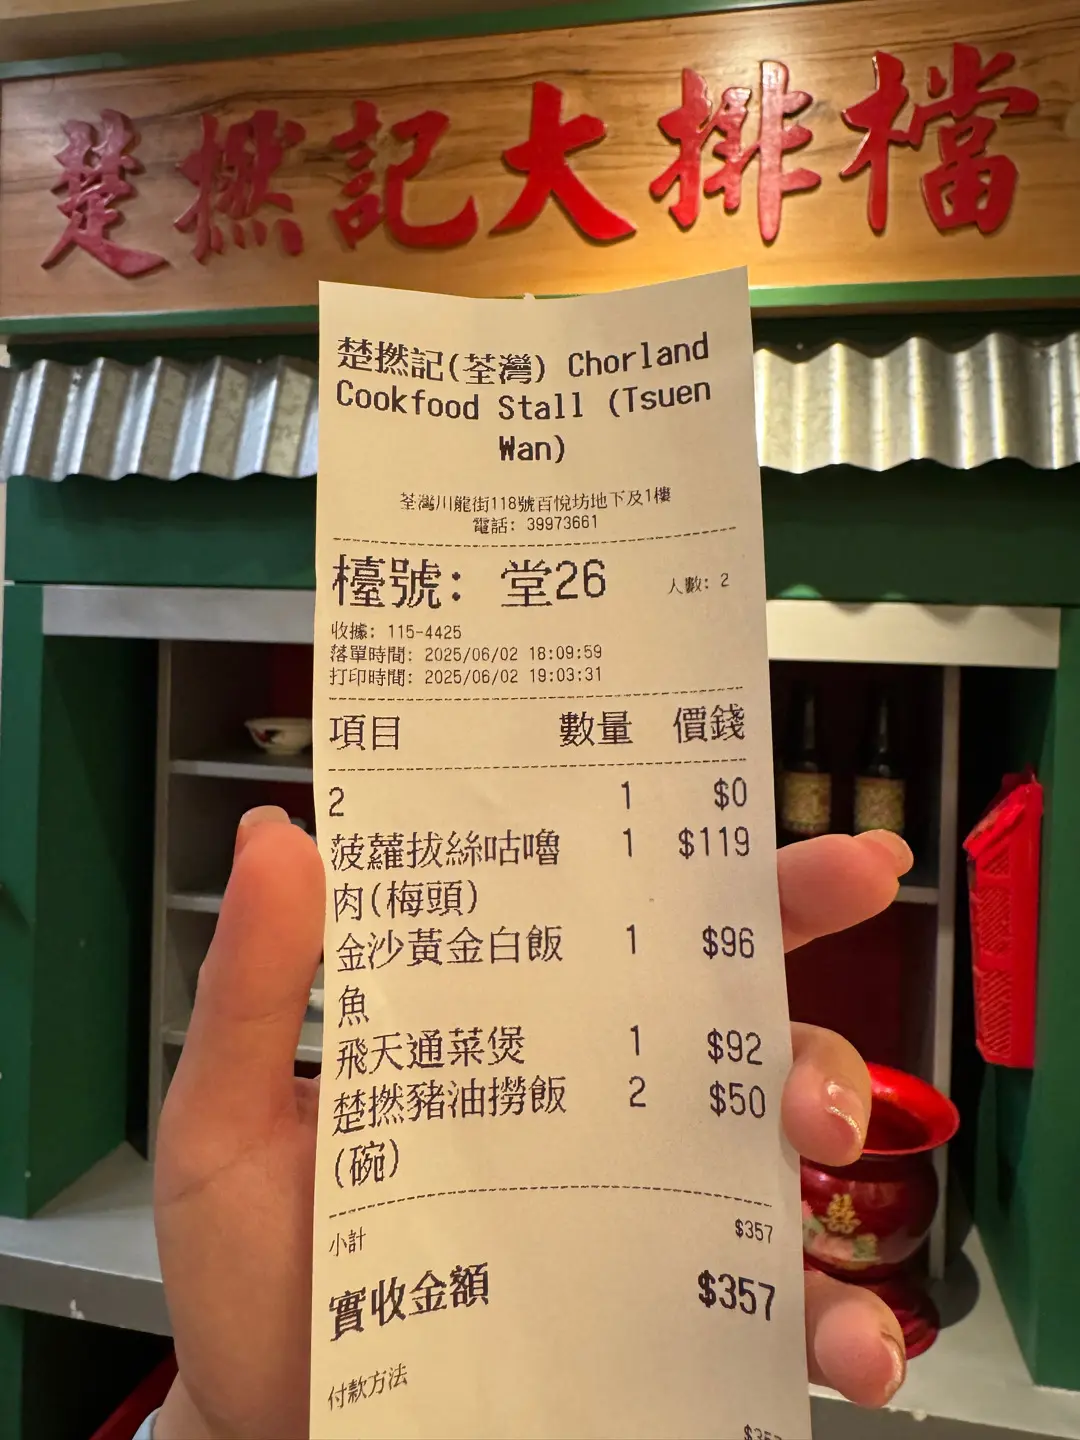 楚撚記大排檔
楚撚記(荃灣) Chorland
Cookfood Stall (Tsuen
Wan)
荃灣川龍街118號百悅坊地下及1樓
電話: 39973661
檯號: 堂26 人數: 2
收據: 115-4425
落單時間: 2025/06/02 18:09:59
打印時間: 2025/06/02 19:03:31
項目 數量 價錢
2 1 $0
菠蘿拔絲咕嚕 1 $119
肉(梅頭)
金沙黃金白飯 1 $96
魚
飛天通菜煲 1 $92
楚撚豬油撈飯 2 $50
(碗)
小計 $357
實收金額 $357
付款方法
$357
囍